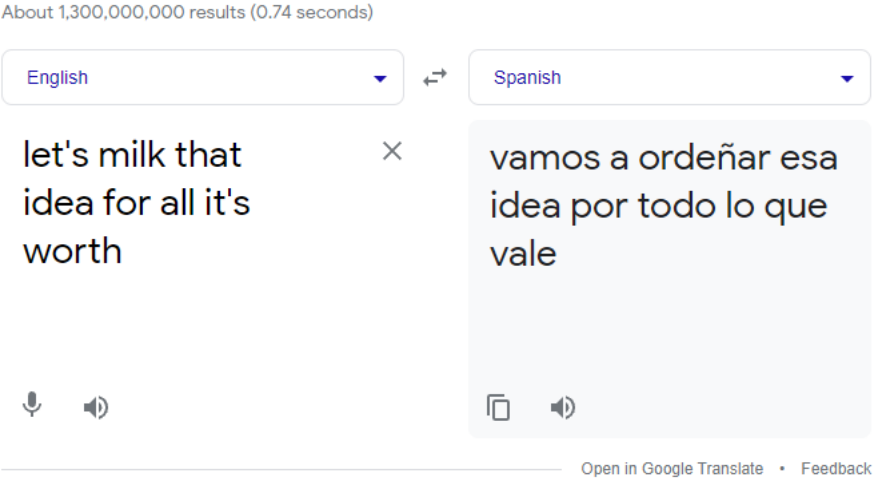 About 1,300,000,000 results (0.74 seconds)
English
Spanish
let's milk that
idea for all it's
worth
vamos a ordeñar esa
idea por todo lo que
vale
Open in Google Translate • Feedback